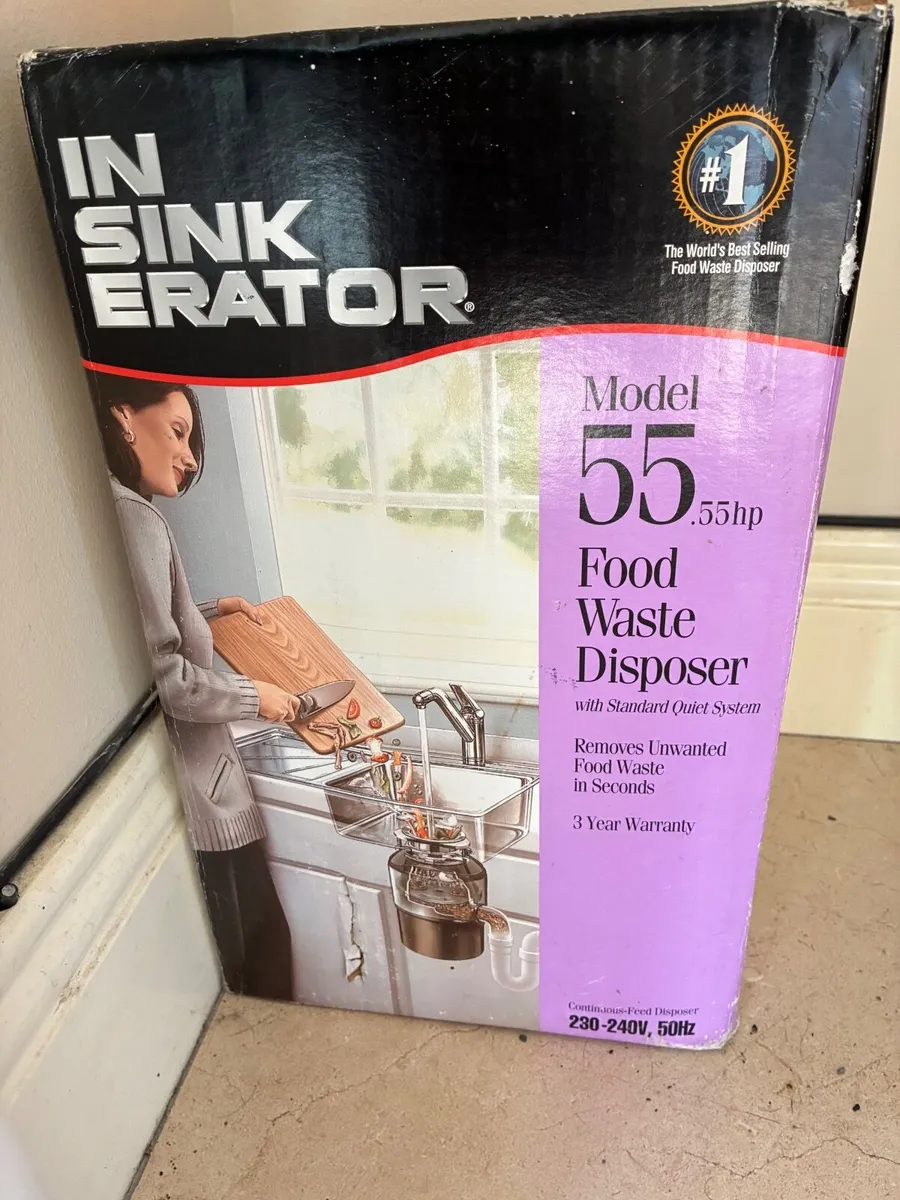 IN
SINK
ERATOR®
#1
The World's Best Selling
Food Waste Disposer
Model
55 .55hp
Food
Waste
Disposer
with Standard Quiet System
Removes Unwanted
Food Waste
in Seconds
3 Year Warranty
Continuous-Feed Disposer
230-240V, 50Hz